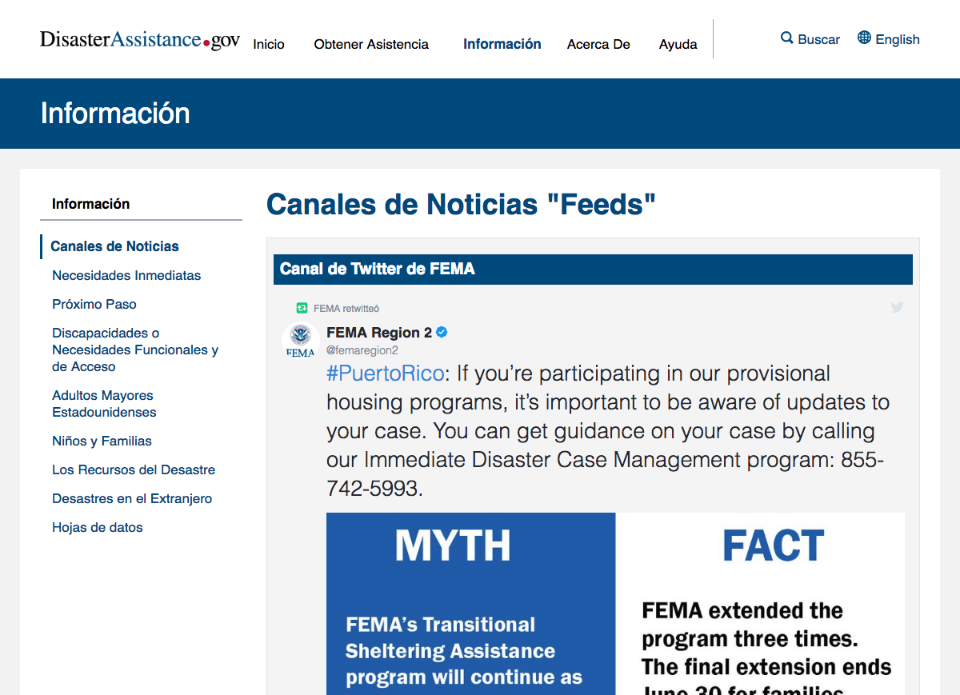 DisasterAssistance.gov
Inicio
Obtener Asistencia
Información
Acerca De
Ayuda
Buscar
English
Información
Información
Canales de Noticias
Necesidades Inmediatas
Próximo Paso
Discapacidades o
Necesidades Funcionales y
de Acceso
Adultos Mayores
Estadounidenses
Niños y Familias
Los Recursos del Desastre
Desastres en el Extranjero
Hojas de datos
Canales de Noticias "Feeds"
Canal de Twitter de FEMA
FEMA retwitteó
FEMA
FEMA Region 2
@femaregion2
#PuertoRico: If you’re participating in our provisional
housing programs, it’s important to be aware of updates to
your case. You can get guidance on your case by calling
our Immediate Disaster Case Management program: 855-
742-5993.
MYTH
FEMA’s Transitional
Sheltering Assistance
program will continue as
FACT
FEMA extended the
program three times.
The final extension ends
June 30 for families